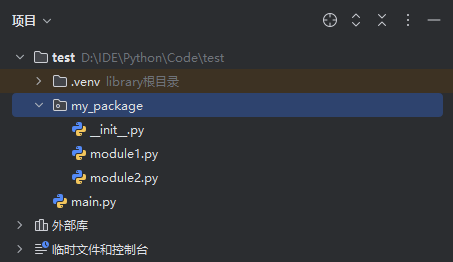 项目
test D:\IDE\Python\Code\test
.venv library根目录
my_package
__init__.py
module1.py
module2.py
main.py
外部库
临时文件和控制台